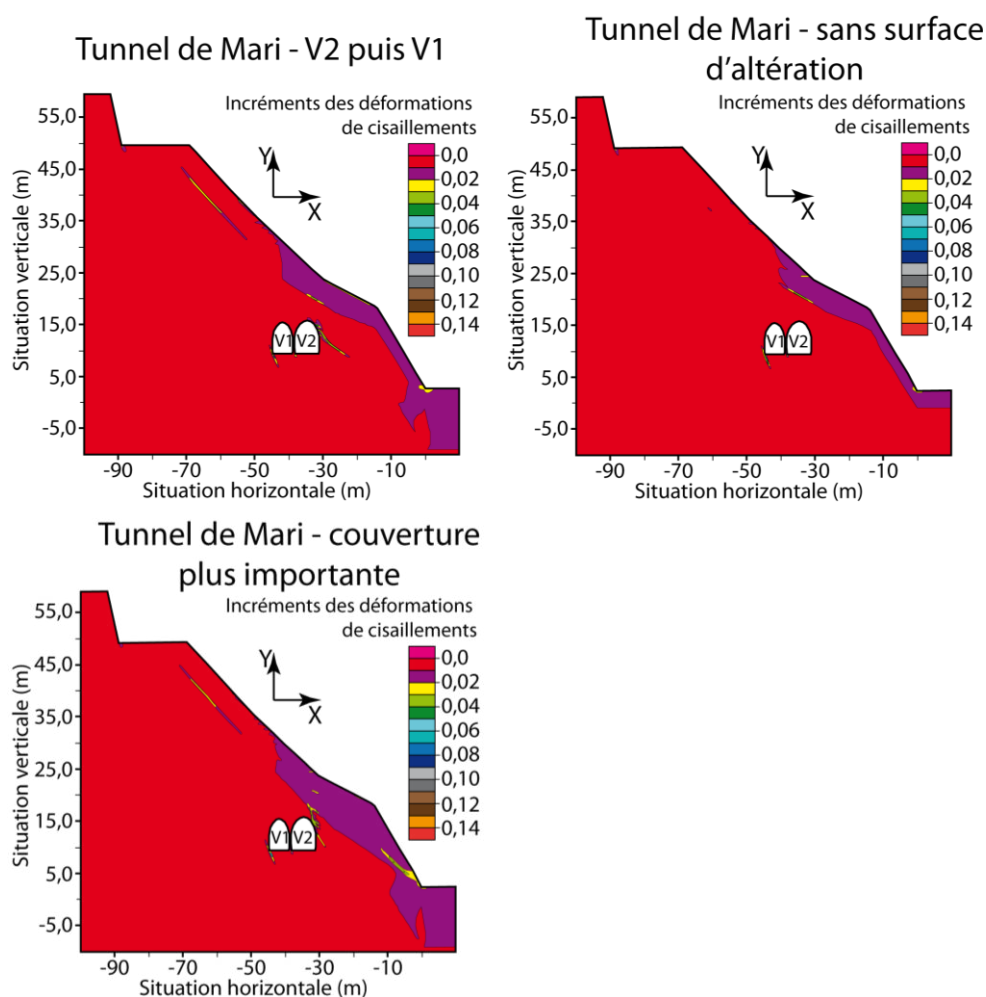 Tunnel de Mari - V2 puis V1
Incréments des déformations
de cisaillements
0,0
0,02
0,04
0,06
0,08
0,10
0,12
0,14
Y
X
V1 V2
55,0
45,0
35,0
25,0
15,0
5,0
-5,0
Situation verticale (m)
-90 -70 -50 -30 -10
Situation horizontale (m)
Tunnel de Mari - sans surface
d'altération
Incréments des déformations
de cisaillements
0,0
0,02
0,04
0,06
0,08
0,10
0,12
0,14
Y
X
V1 V2
55,0
45,0
35,0
25,0
15,0
5,0
-5,0
Situation verticale (m)
-90 -70 -50 -30 -10
Situation horizontale (m)
Tunnel de Mari - couverture
plus importante
Incréments des déformations
de cisaillements
0,0
0,02
0,04
0,06
0,08
0,10
0,12
0,14
Y
X
V1 V2
55,0
45,0
35,0
25,0
15,0
5,0
-5,0
Situation verticale (m)
-90 -70 -50 -30 -10
Situation horizontale (m)